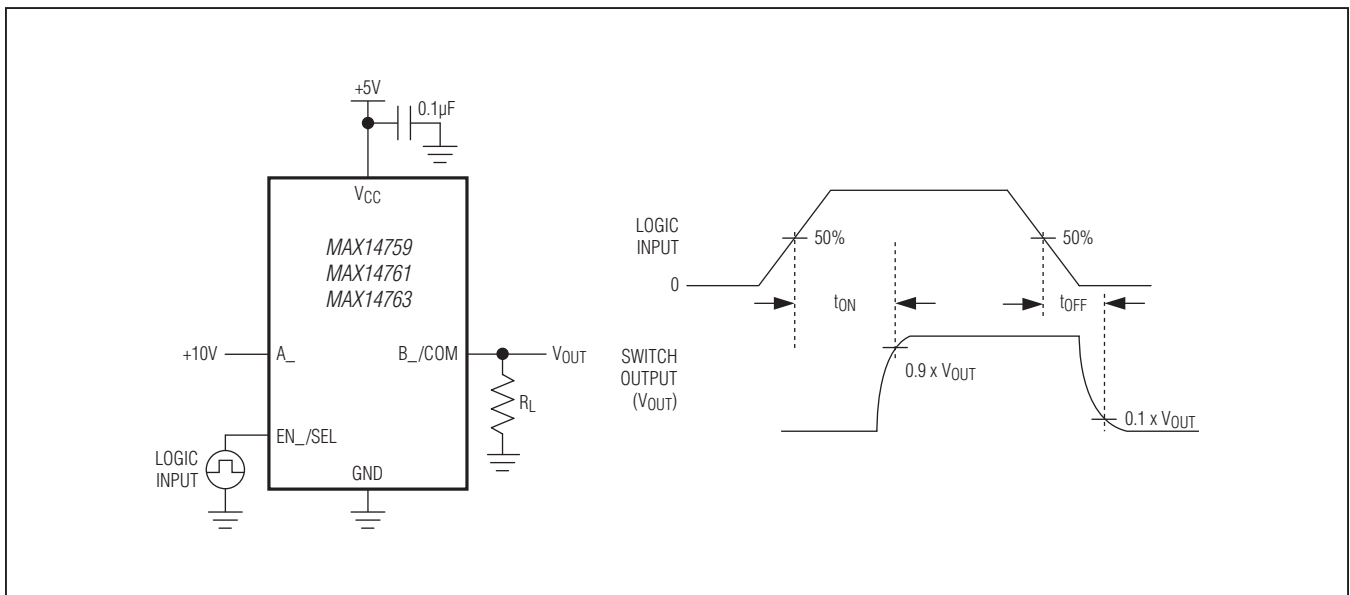 +5V
0.1µF
VCC
MAX14759
MAX14761
MAX14763
+10V
A_
B_/COM
VOUT
RL
EN_/SEL
LOGIC
INPUT
GND
LOGIC
INPUT
50%
50%
0
tON
tOFF
SWITCH
OUTPUT
(VOUT)
0.9 x VOUT
0.1 x VOUT